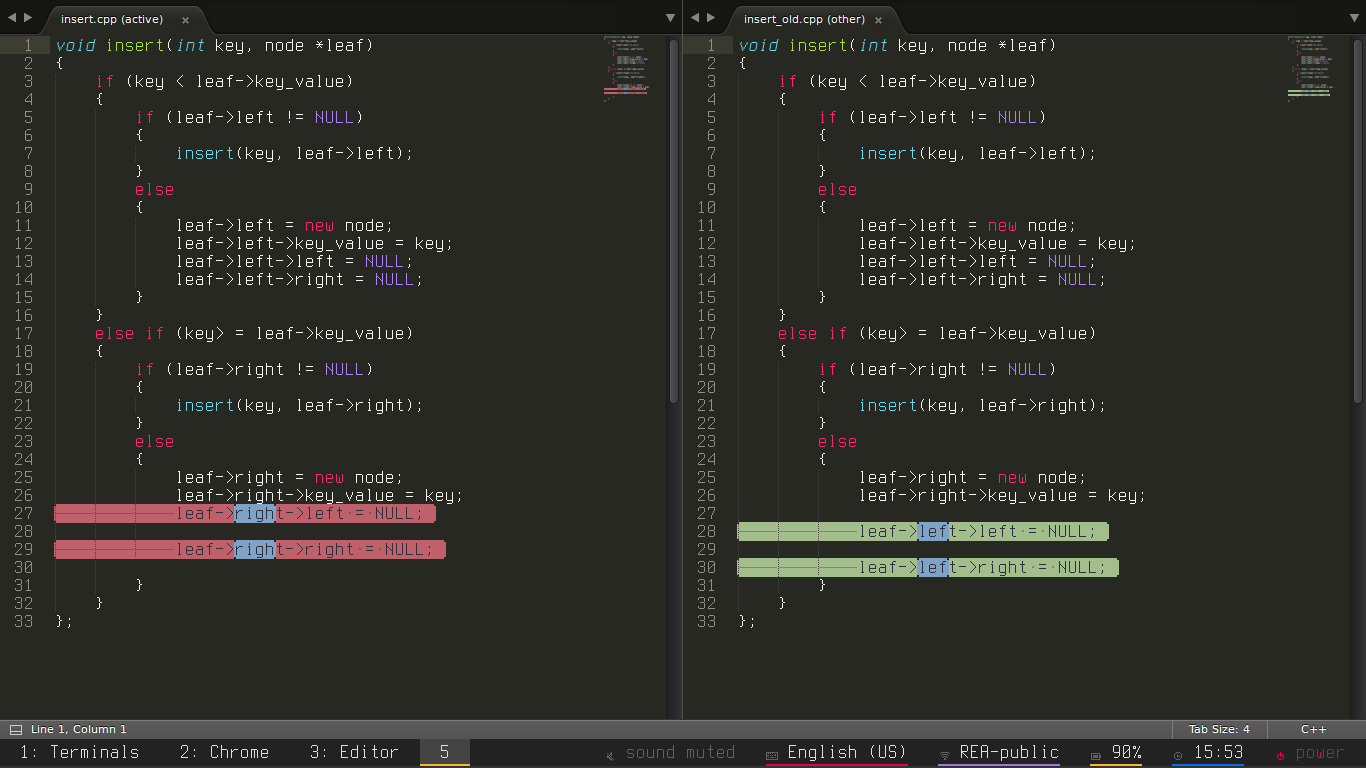 insert.cpp (active) ×
1 void insert(int key, node *leaf)
2 {
3     if (key < leaf->key_value)
4     {
5         if (leaf->left != NULL)
6         {
7             insert(key, leaf->left);
8         }
9         else
10         {
11             leaf->left = new node;
12             leaf->left->key_value = key;
13             leaf->left->left = NULL;
14             leaf->left->right = NULL;
15         }
16     }
17     else if (key> = leaf->key_value)
18     {
19         if (leaf->right != NULL)
20         {
21             insert(key, leaf->right);
22         }
23         else
24         {
25             leaf->right = new node;
26             leaf->right->key_value = key;
27             leaf->right->left = NULL;
28
29             leaf->right->right = NULL;
30
31         }
32     }
33 };
insert_old.cpp (other) ×
1 void insert(int key, node *leaf)
2 {
3     if (key < leaf->key_value)
4     {
5         if (leaf->left != NULL)
6         {
7             insert(key, leaf->left);
8         }
9         else
10         {
11             leaf->left = new node;
12             leaf->left->key_value = key;
13             leaf->left->left = NULL;
14             leaf->left->right = NULL;
15         }
16     }
17     else if (key> = leaf->key_value)
18     {
19         if (leaf->right != NULL)
20         {
21             insert(key, leaf->right);
22         }
23         else
24         {
25             leaf->right = new node;
26             leaf->right->key_value = key;
27
28             leaf->left->left = NULL;
29
30             leaf->left->right = NULL;
31         }
32     }
33 };
Line 1, Column 1 Tab Size: 4 C++
1: Terminals 2: Chrome 3: Editor 5 sound muted English (US) REA-public 90% 15:53 power